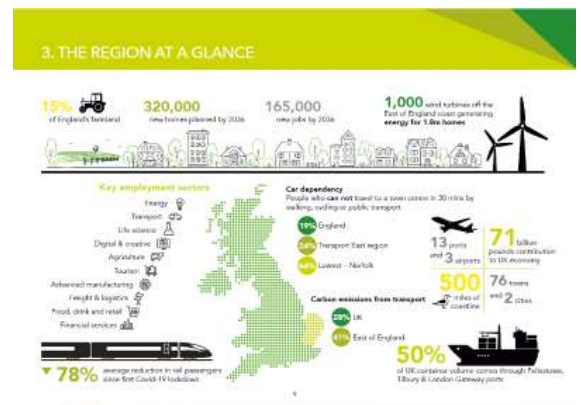 3. THE REGION AT A GLANCE
15%
of England's farmland
320,000
new homes planned by 2036
165,000
new jobs by 2036
1,000 wind turbines off the
East of England coast generating
energy for 1.8m homes
Key employment sectors
Energy
Transport
Life science
Digital & creative
Agriculture
Tourism
Advanced manufacturing
Freight & logistics
Food, drink and retail
Financial services
Car dependency
People who can not travel to a town centre in 30 mins by
walking, cycling or public transport
19% England
Transport East region
Lowest – Norfolk
Carbon emissions from transport
28% UK
41% East of England
13 ports
and 3 airports
71 billion
pounds contribution
to UK economy
500
miles of
coastline
76 towns
and 2 cities
78% average reduction in rail passengers
since first Covid-19 lockdown
50%
of UK container volume comes through Felixstowe,
Tilbury & London Gateway ports